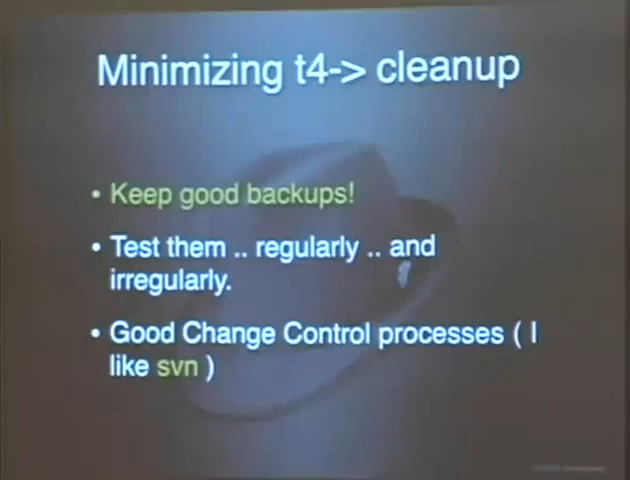 Minimizing t4-> cleanup
• Keep good backups!
• Test them .. regularly .. and
irregularly.
• Good Change Control processes ( I
like svn )